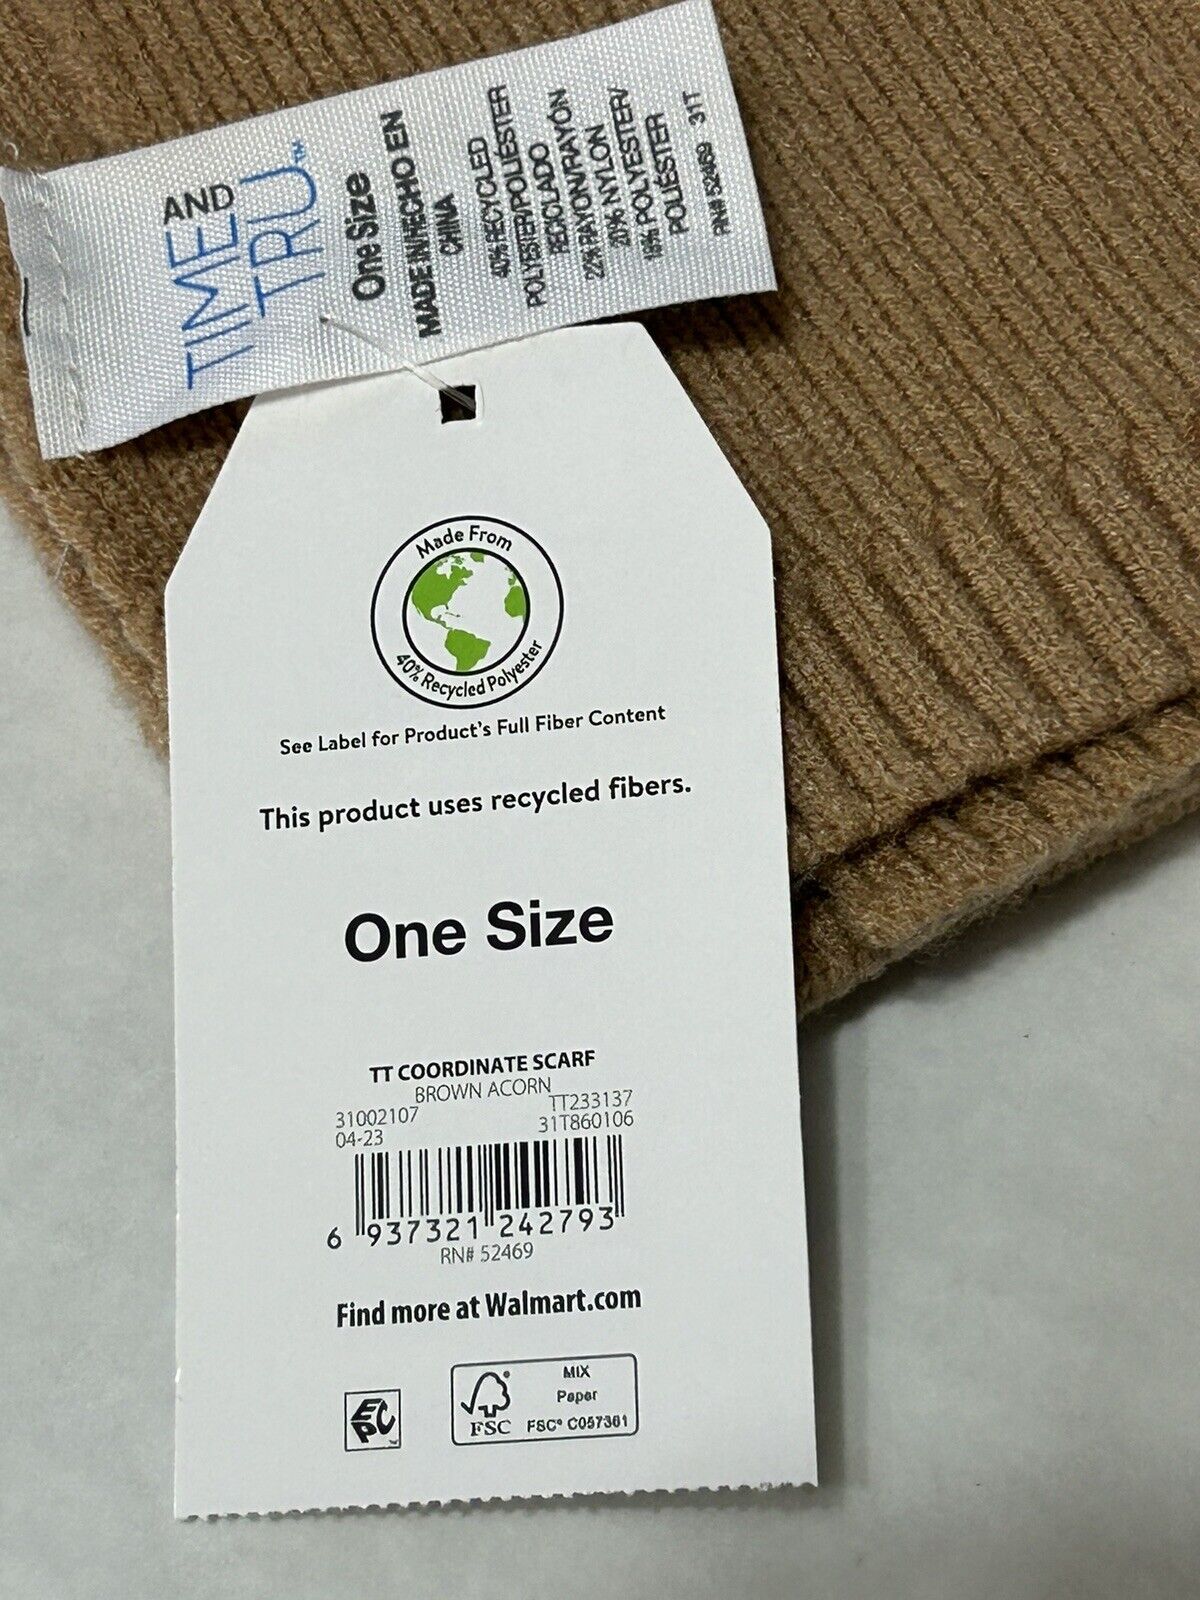 TIME
AND
TRU™
One Size
MADE IN/HECHO EN
CHINA
40% RECYCLED
POLYESTER/POLIÉSTER
RECICLADO
22% RAYON/RAYÓN
20% NYLON
18% POLYESTER/
POLIÉSTER
RN# 52469 31T
Made From
40% Recycled Polyester
See Label for Product's Full Fiber Content
This product uses recycled fibers.
One Size
TT COORDINATE SCARF
BROWN ACORN
31002107 TT233137
04-23 31T860106
6 937321 242793
RN# 52469
Find more at Walmart.com
EPC
FSC®
MIX
Paper
FSC® C057361